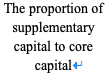 The proportion of
supplementary
capital to core
capital↵